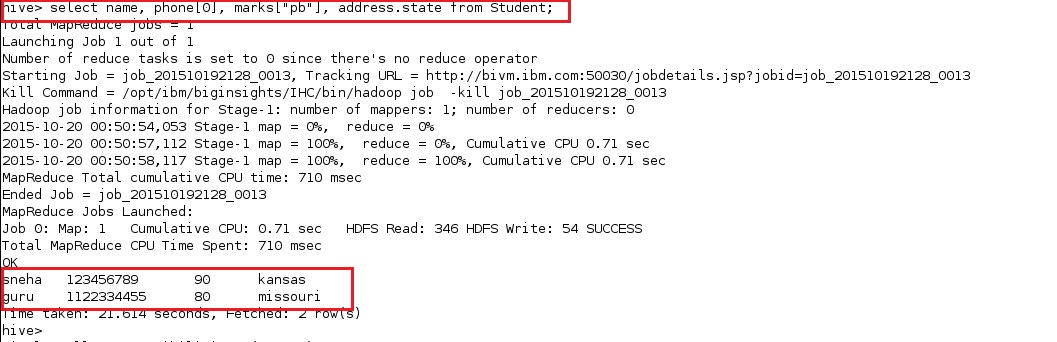 hive> select name, phone[0], marks["pb"], address.state from Student;
Total MapReduce jobs = 1
Launching Job 1 out of 1
Number of reduce tasks is set to 0 since there's no reduce operator
Starting Job = job_201510192128_0013, Tracking URL = http://bivm.ibm.com:50030/jobdetails.jsp?jobid=job_201510192128_0013
Kill Command = /opt/ibm/biginsights/IHC/bin/hadoop job  -kill job_201510192128_0013
Hadoop job information for Stage-1: number of mappers: 1; number of reducers: 0
2015-10-20 00:50:54,053 Stage-1 map = 0%,  reduce = 0%
2015-10-20 00:50:57,112 Stage-1 map = 100%,  reduce = 0%, Cumulative CPU 0.71 sec
2015-10-20 00:50:58,117 Stage-1 map = 100%,  reduce = 100%, Cumulative CPU 0.71 sec
MapReduce Total cumulative CPU time: 710 msec
Ended Job = job_201510192128_0013
MapReduce Jobs Launched:
Job 0: Map: 1   Cumulative CPU: 0.71 sec   HDFS Read: 346 HDFS Write: 54 SUCCESS
Total MapReduce CPU Time Spent: 710 msec
OK
sneha   123456789       90      kansas
guru    1122334455      80      missouri
Time taken: 21.614 seconds, Fetched: 2 row(s)
hive>